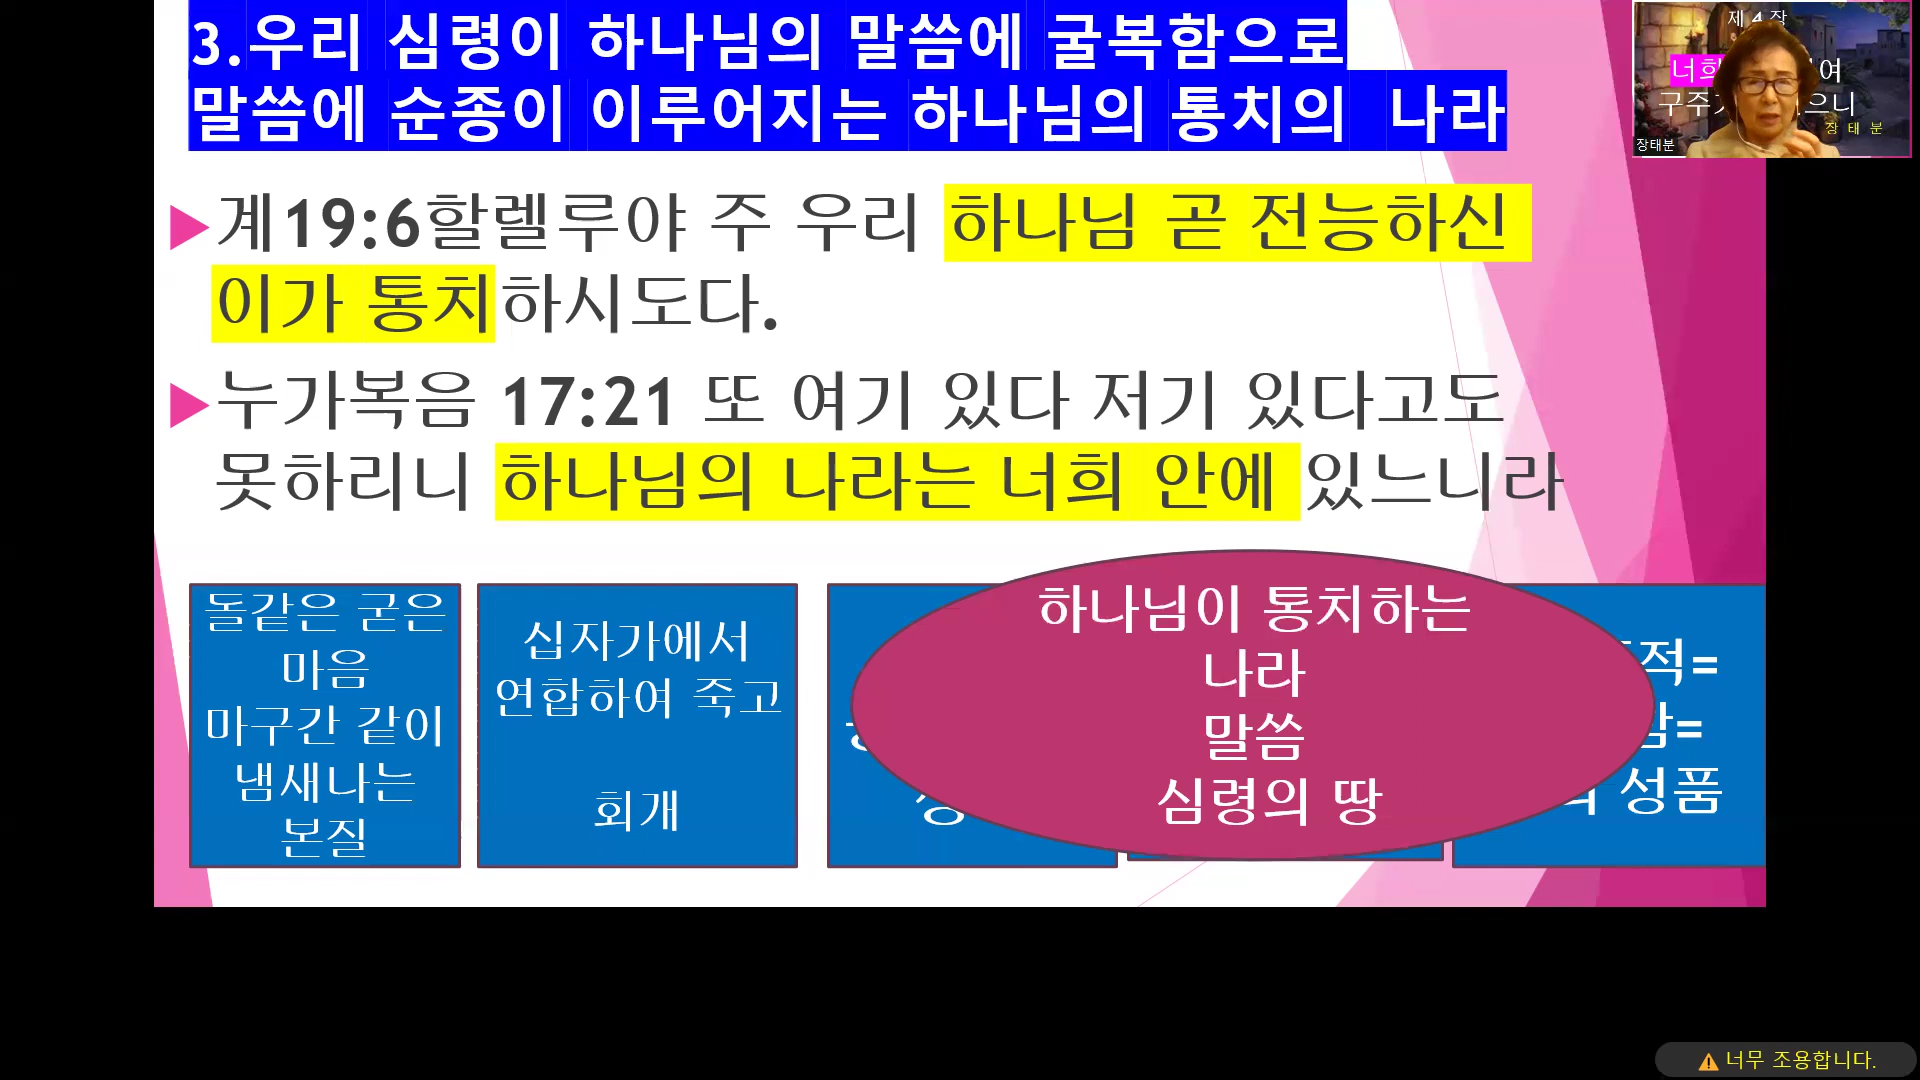 3.우리 심령이 하나님의 말씀에 굴복함으로
말씀에 순종이 이루어지는 하나님의 통치의 나라
계19:6할렐루야 주 우리 하나님 곧 전능하신
이가 통치하시도다.
누가복음 17:21 또 여기 있다 저기 있다고도
못하리니 하나님의 나라는 너희 안에 있느니라
돌같은 굳은
마음
마구간 같이
냄새나는
본질
십자가에서
연합하여 죽고
회개
하나님이 통치하는
나라
말씀
심령의 땅
성품
제 4 장
너희
장 태 분
장태분
너무 조용합니다.